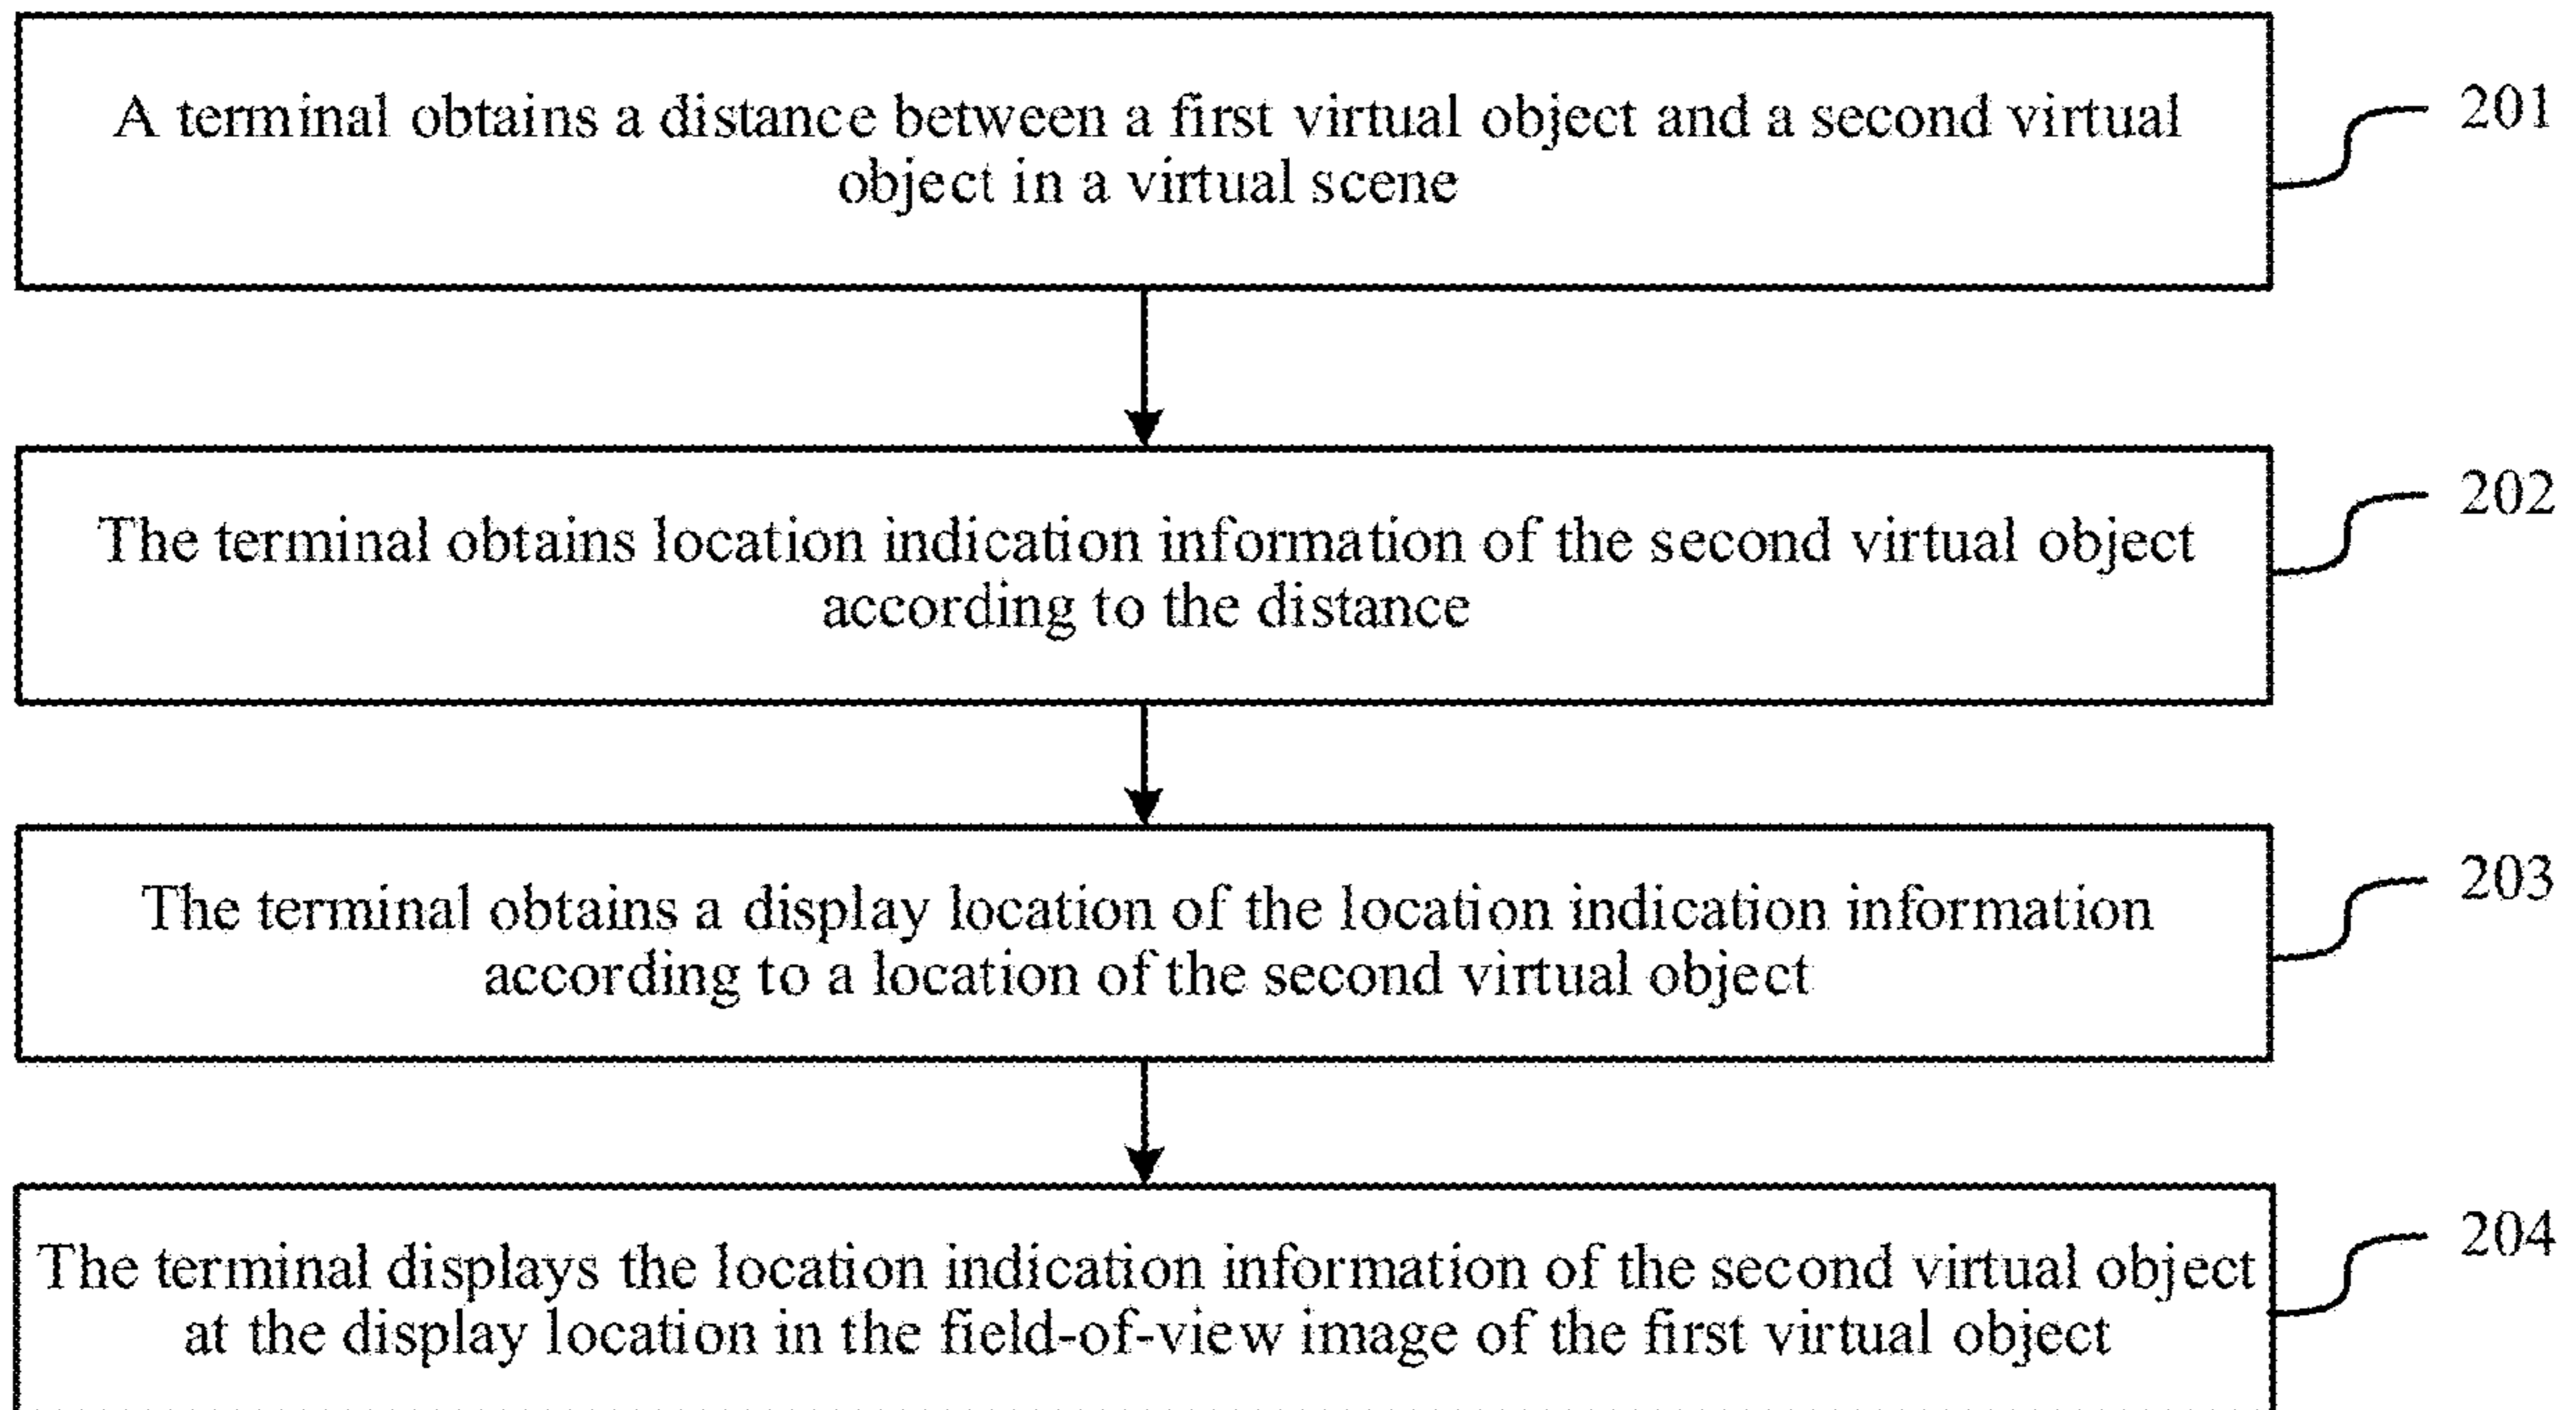 A terminal obtains a distance between a first virtual object and a second virtual
object in a virtual scene
201
The terminal obtains location indication information of the second virtual object
according to the distance
202
The terminal obtains a display location of the location indication information
according to a location of the second virtual object
203
The terminal displays the location indication information of the second virtual object
at the display location in the field-of-view image of the first virtual object
204